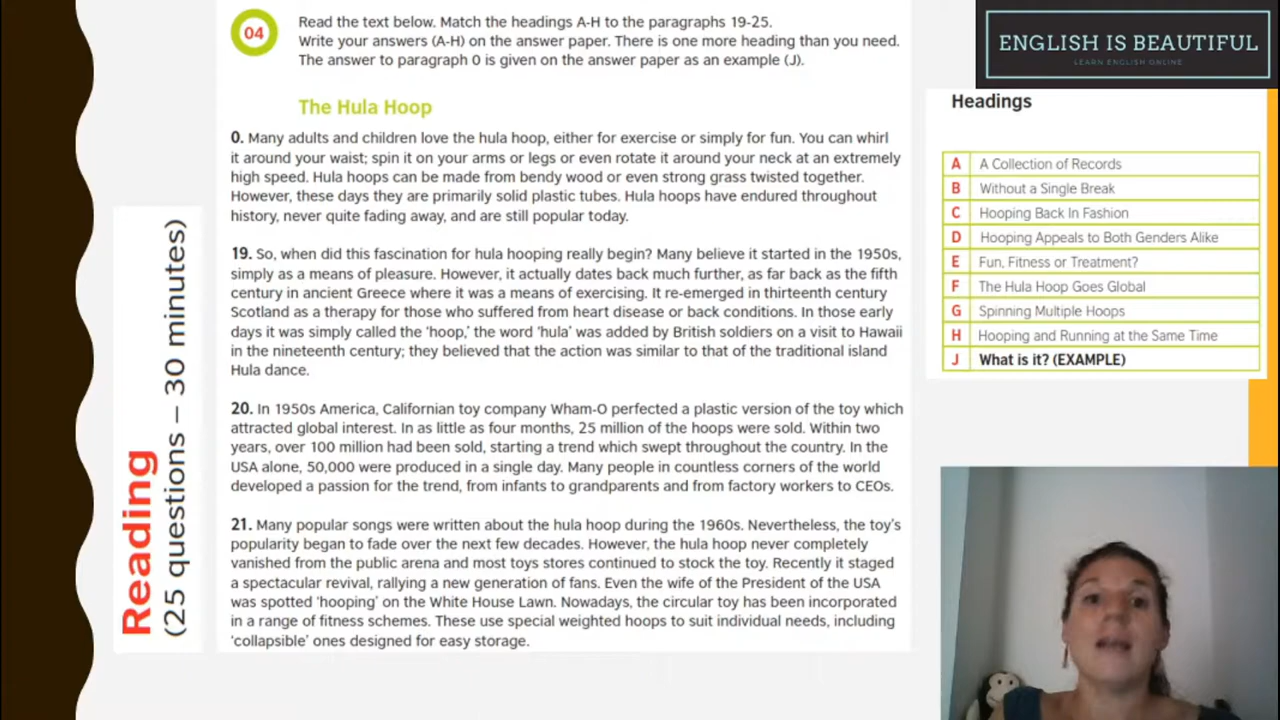 04
Read the text below. Match the headings A-H to the paragraphs 19-25.
Write your answers (A-H) on the answer paper. There is one more heading than you need.
The answer to paragraph 0 is given on the answer paper as an example (J).
The Hula Hoop
0. Many adults and children love the hula hoop, either for exercise or simply for fun. You can whirl
it around your waist; spin it on your arms or legs or even rotate it around your neck at an extremely
high speed. Hula hoops can be made from bendy wood or even strong grass twisted together.
However, these days they are primarily solid plastic tubes. Hula hoops have endured throughout
history, never quite fading away, and are still popular today.
19. So, when did this fascination for hula hooping really begin? Many believe it started in the 1950s,
simply as a means of pleasure. However, it actually dates back much further, as far back as the fifth
century in ancient Greece where it was a means of exercising. It re-emerged in thirteenth century
Scotland as a therapy for those who suffered from heart disease or back conditions. In those early
days it was simply called the 'hoop,' the word 'hula' was added by British soldiers on a visit to Hawaii
in the nineteenth century; they believed that the action was similar to that of the traditional island
Hula dance.
20. In 1950s America, Californian toy company Wham-O perfected a plastic version of the toy which
attracted global interest. In as little as four months, 25 million of the hoops were sold. Within two
years, over 100 million had been sold, starting a trend which swept throughout the country. In the
USA alone, 50,000 were produced in a single day. Many people in countless corners of the world
developed a passion for the trend, from infants to grandparents and from factory workers to CEOs.
21. Many popular songs were written about the hula hoop during the 1960s. Nevertheless, the toy's
popularity began to fade over the next few decades. However, the hula hoop never completely
vanished from the public arena and most toys stores continued to stock the toy. Recently it staged
a spectacular revival, rallying a new generation of fans. Even the wife of the President of the USA
was spotted 'hooping' on the White House Lawn. Nowadays, the circular toy has been incorporated
in a range of fitness schemes. These use special weighted hoops to suit individual needs, including
'collapsible' ones designed for easy storage.
Reading
(25 questions – 30 minutes)
ENGLISH IS BEAUTIFUL
LEARN ENGLISH ONLINE
Headings
A A Collection of Records
B Without a Single Break
C Hooping Back In Fashion
D Hooping Appeals to Both Genders Alike
E Fun, Fitness or Treatment?
F The Hula Hoop Goes Global
G Spinning Multiple Hoops
H Hooping and Running at the Same Time
J What is it? (EXAMPLE)